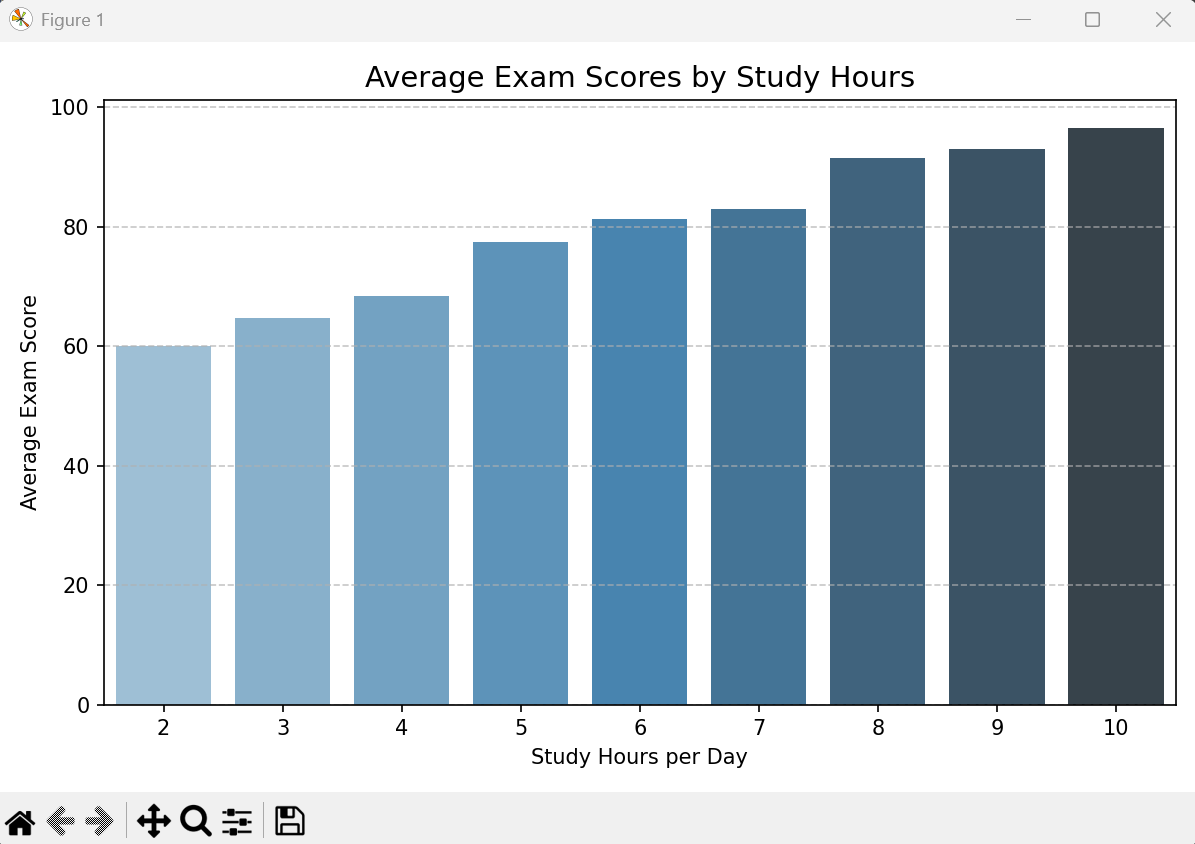 Figure 1
Average Exam Scores by Study Hours
100
80
60
40
20
0
Average Exam Score
2 3 4 5 6 7 8 9 10
Study Hours per Day